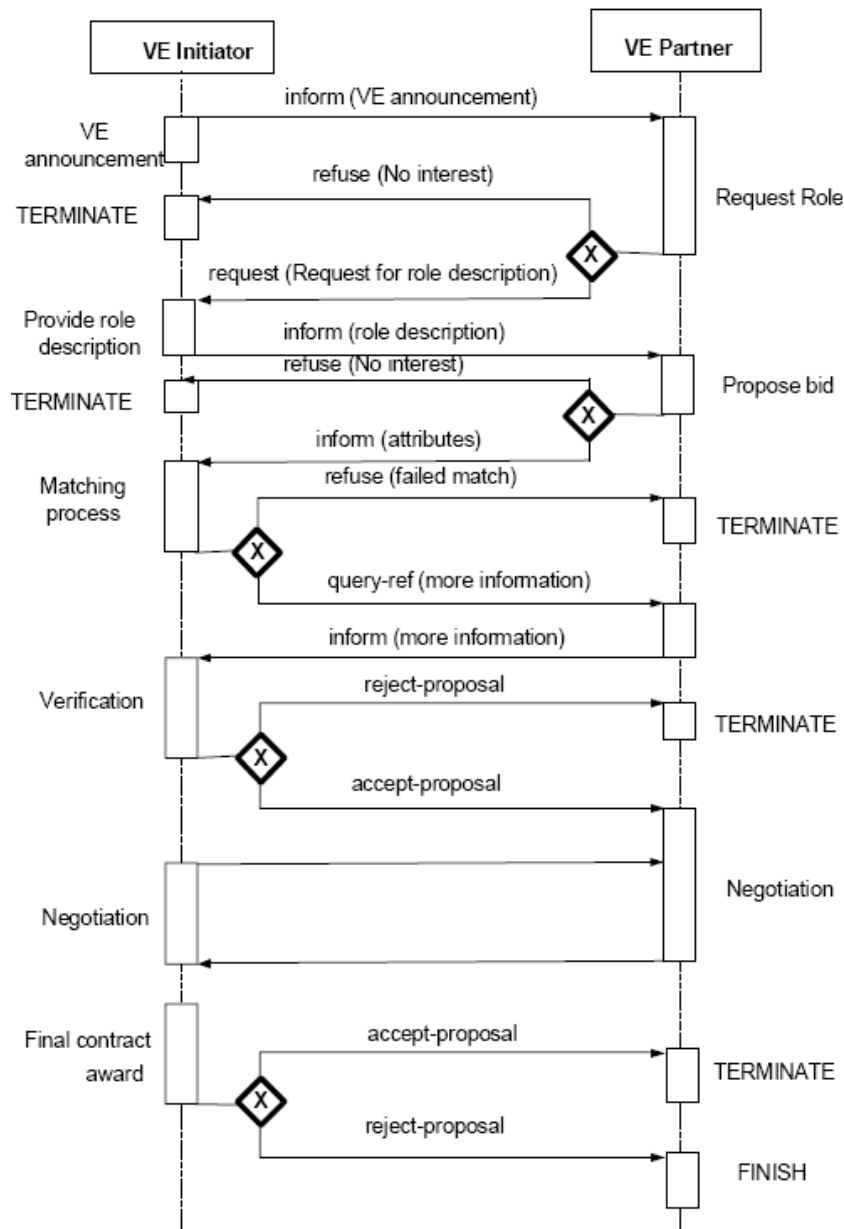 VE Initiator
VE Partner
inform (VE announcement)
VE
announcement
refuse (No interest)
Request Role
TERMINATE
X
request (Request for role description)
Provide role
description
inform (role description)
refuse (No interest)
Propose bid
TERMINATE
X
inform (attributes)
refuse (failed match)
Matching
process
TERMINATE
X
query-ref (more information)
inform (more information)
reject-proposal
Verification
TERMINATE
X
accept-proposal
Negotiation
Negotiation
accept-proposal
Final contract
award
TERMINATE
X
reject-proposal
FINISH